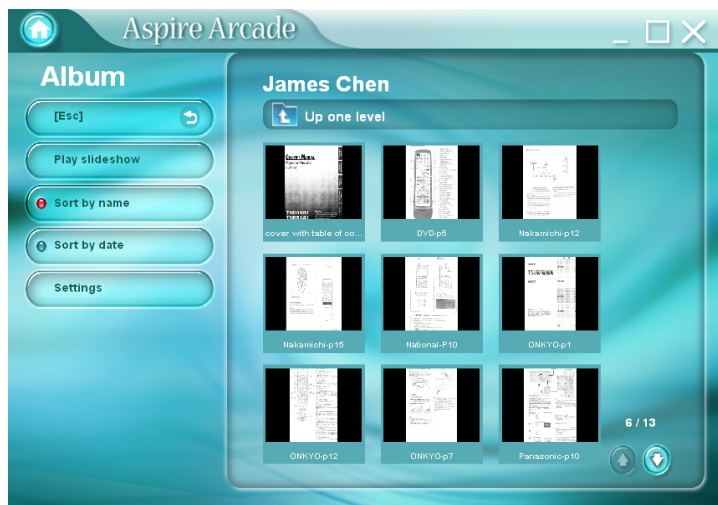 Aspire Arcade
Album
[Esc]
Play slideshow
Sort by name
Sort by date
Settings
James Chen
Up one level
cover with table of co...
DVD-p5
Nakamichi-p12
Nakamichi-p15
National-P10
ONKYO-p1
ONKYO-p12
ONKYO-p7
Panasonic-p10
6 / 13